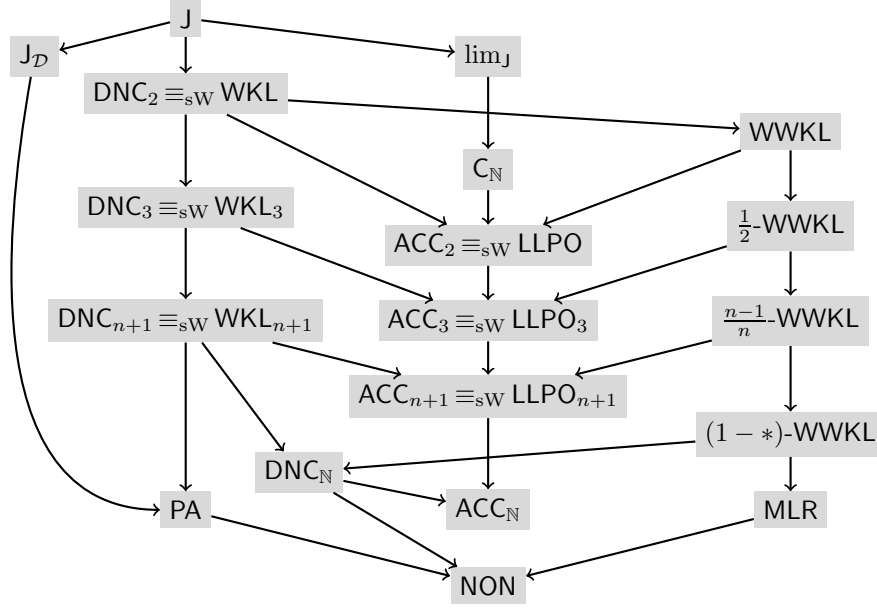 J
J_𝒟
lim_J
DNC₂ ≡_sW WKL
WWKL
C_ℕ
DNC₃ ≡_sW WKL₃
½-WWKL
ACC₂ ≡_sW LLPO
DNC_{n+1} ≡_sW WKL_{n+1}
ACC₃ ≡_sW LLPO₃
\frac{n−1}{n}-WWKL
ACC_{n+1} ≡_sW LLPO_{n+1}
(1 − *)-WWKL
DNC_ℕ
PA
ACC_ℕ
MLR
NON